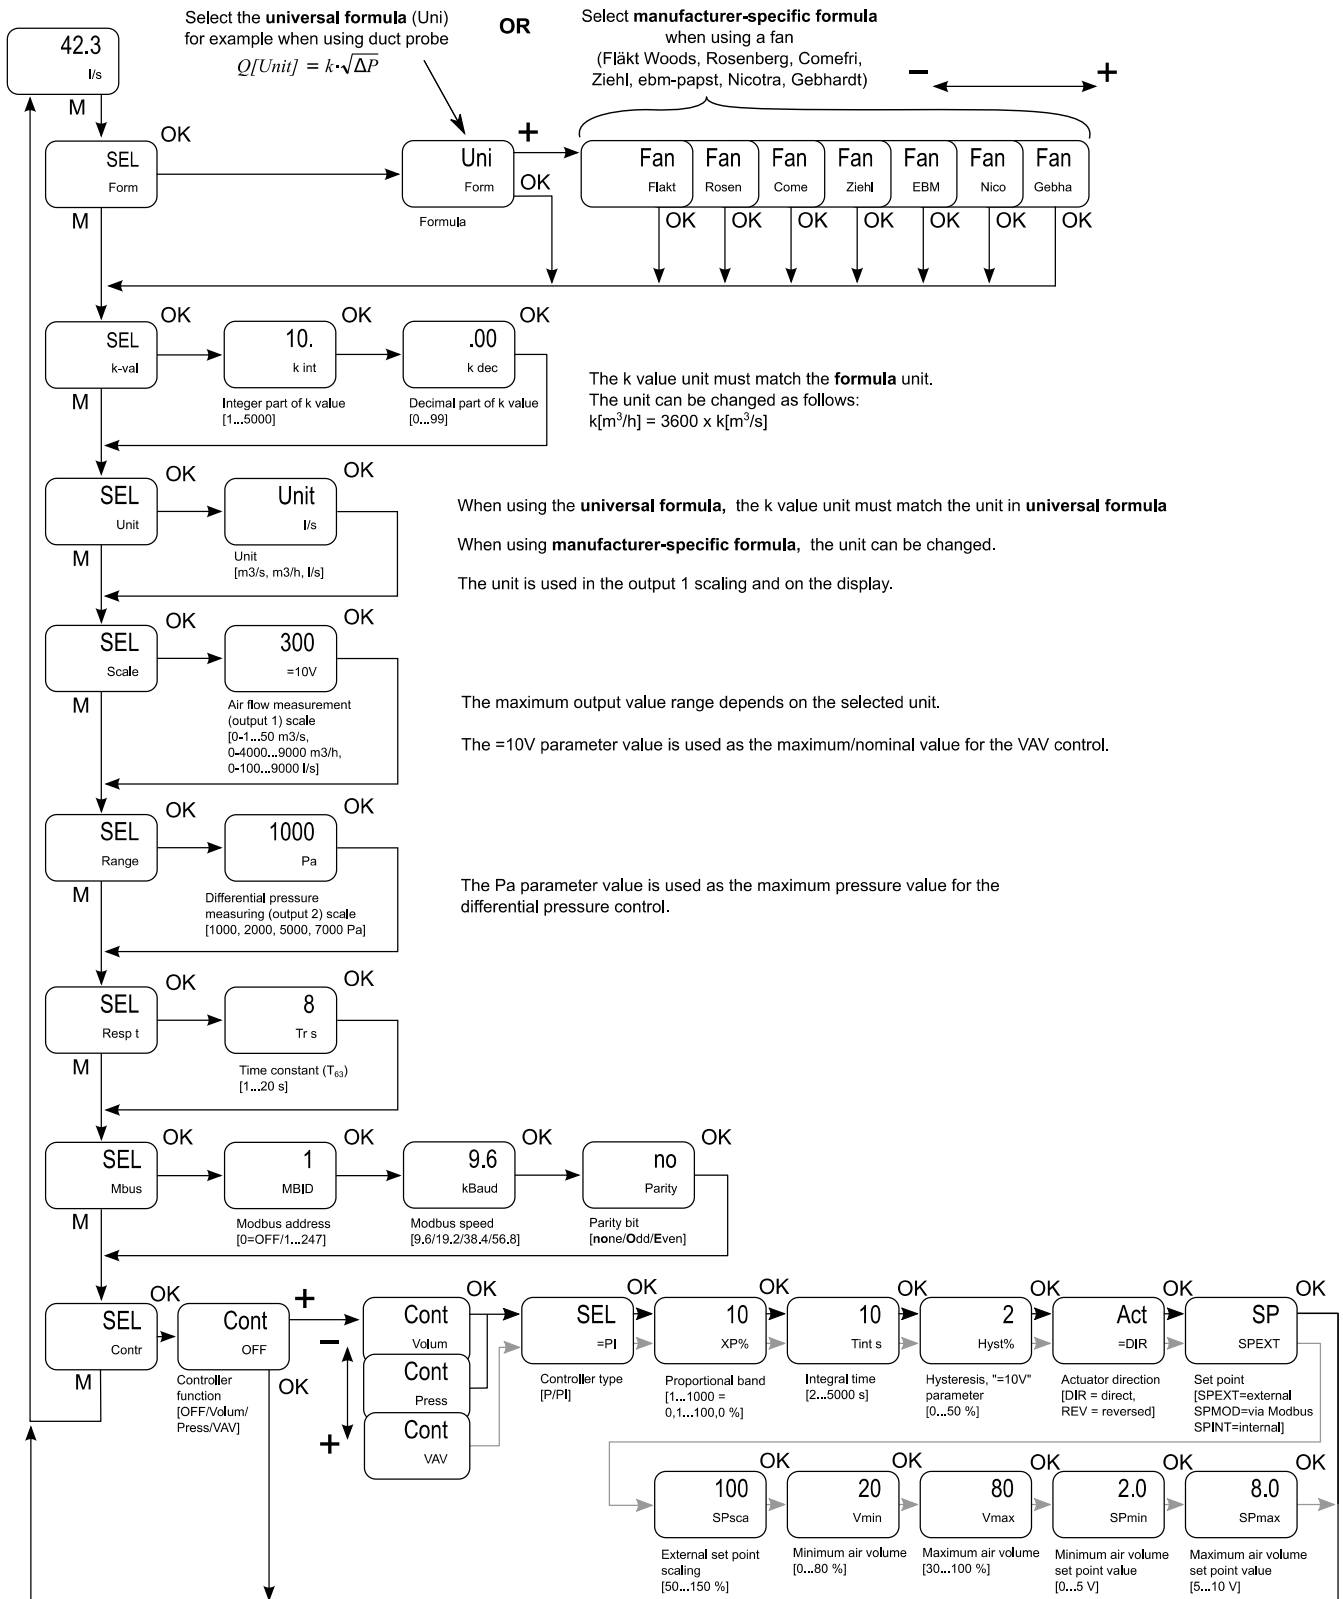 Select the universal formula (Uni)
for example when using duct probe
Q[Unit] = k·√ΔP
OR
Select manufacturer-specific formula
when using a fan
(Fläkt Woods, Rosenberg, Comefri,
Ziehl, ebm-papst, Nicotra, Gebhardt)
− +
42.3
l/s
M
OK
SEL
Form
M
Uni
Form
+
OK
Formula
Fan Fan Fan Fan Fan Fan Fan
Flakt Rosen Come Ziehl EBM Nico Gebha
OK OK OK OK OK OK OK
OK OK OK
SEL
k-val
M
10.
k int
Integer part of k value
[1...5000]
.00
k dec
Decimal part of k value
[0...99]
The k value unit must match the formula unit.
The unit can be changed as follows:
k[m³/h] = 3600 x k[m³/s]
OK OK
SEL
Unit
M
Unit
l/s
Unit
[m3/s, m3/h, l/s]
When using the universal formula, the k value unit must match the unit in universal formula
When using manufacturer-specific formula, the unit can be changed.
The unit is used in the output 1 scaling and on the display.
OK OK
SEL
Scale
M
300
=10V
Air flow measurement
(output 1) scale
[0-1...50 m3/s,
0-4000...9000 m3/h,
0-100...9000 l/s]
The maximum output value range depends on the selected unit.
The =10V parameter value is used as the maximum/nominal value for the VAV control.
OK OK
SEL
Range
M
1000
Pa
Differential pressure
measuring (output 2) scale
[1000, 2000, 5000, 7000 Pa]
The Pa parameter value is used as the maximum pressure value for the
differential pressure control.
OK OK
SEL
Resp t
M
8
Tr s
Time constant (T₆₃)
[1...20 s]
OK OK OK OK
SEL
Mbus
M
1
MBID
Modbus address
[0=OFF/1...247]
9.6
kBaud
Modbus speed
[9.6/19.2/38.4/56.8]
no
Parity
Parity bit
[none/Odd/Even]
OK
SEL
Contr
M
Cont
OFF
OK
Controller
function
[OFF/Volum/
Press/VAV]
+
−
+
Cont
Volum
Cont
Press
Cont
VAV
OK OK OK OK OK OK OK
SEL
=PI
Controller type
[P/PI]
10
XP%
Proportional band
[1...1000 =
0,1...100,0 %]
10
Tint s
Integral time
[2...5000 s]
2
Hyst%
Hysteresis, "=10V"
parameter
[0...50 %]
Act
=DIR
Actuator direction
[DIR = direct,
REV = reversed]
SP
SPEXT
Set point
[SPEXT=external
SPMOD=via Modbus
SPINT=internal]
OK OK OK OK OK
100
SPsca
External set point
scaling
[50...150 %]
20
Vmin
Minimum air volume
[0...80 %]
80
Vmax
Maximum air volume
[30...100 %]
2.0
SPmin
Minimum air volume
set point value
[0...5 V]
8.0
SPmax
Maximum air volume
set point value
[5...10 V]